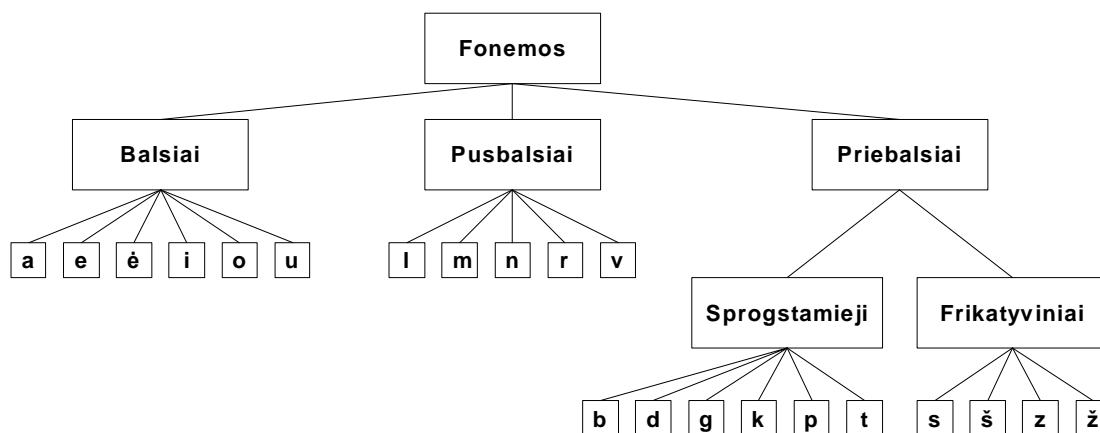 Fonemos
Balsiai Pusbalsiai Priebalsiai
a e ė i o u l m n r v
Sprogstamieji Frikatyviniai
b d g k p t s š z ž